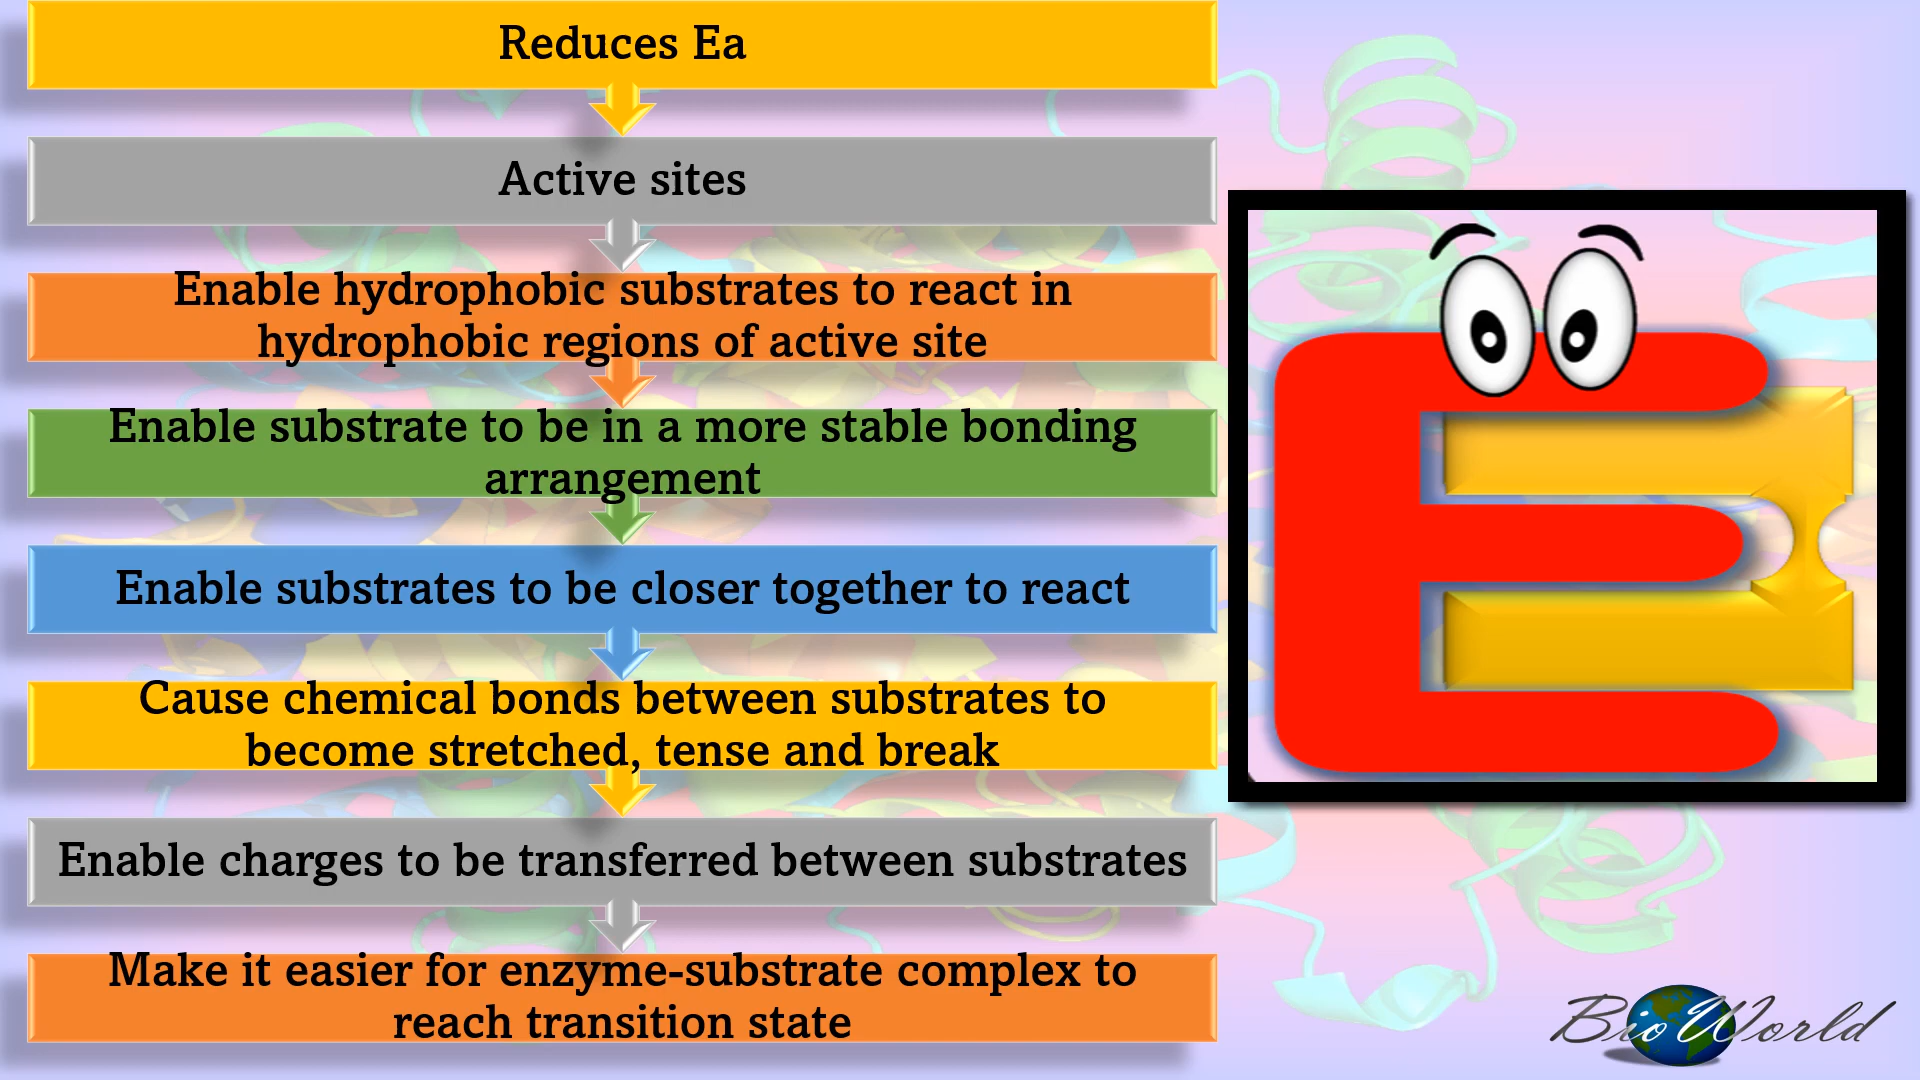 Reduces Ea
Active sites
Enable hydrophobic substrates to react in
hydrophobic regions of active site
Enable substrate to be in a more stable bonding
arrangement
Enable substrates to be closer together to react
Cause chemical bonds between substrates to
become stretched, tense and break
Enable charges to be transferred between substrates
Make it easier for enzyme-substrate complex to
reach transition state
BioWorld